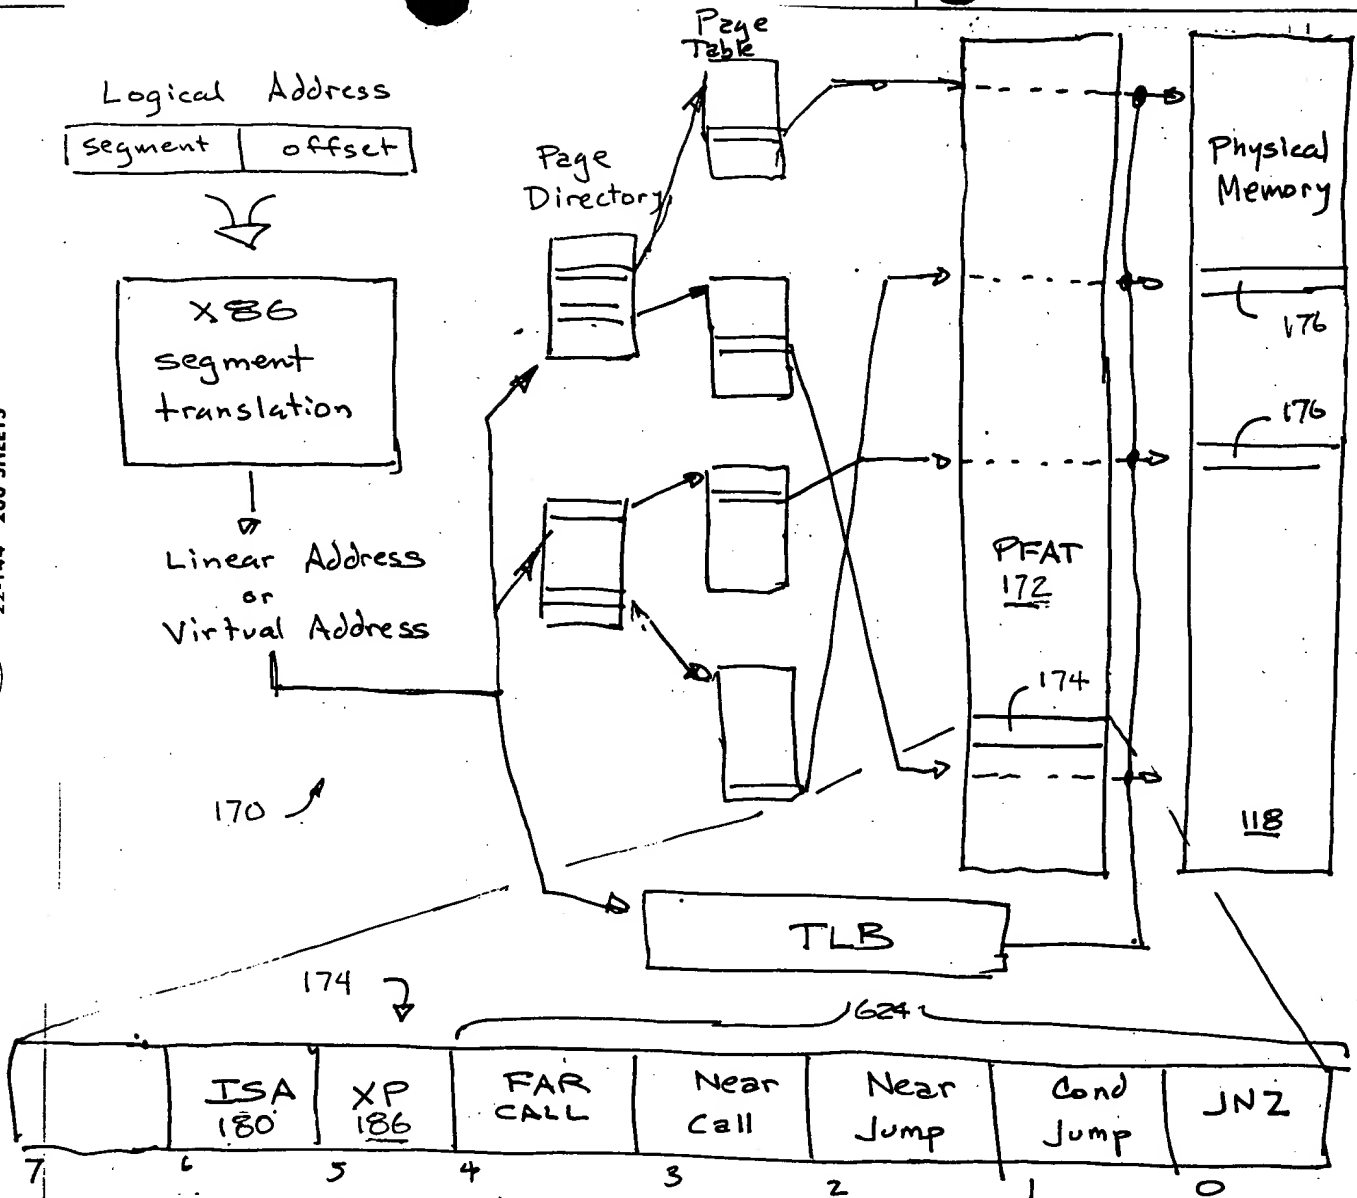 Page
Table
Logical Address
segment offset
Page
Directory
Physical
Memory
X86
segment
translation
176
176
Linear Address
or
Virtual Address
PFAT
172
174
170
118
TLB
174
624
ISA
180
XP
186
FAR
CALL
Near
Call
Near
Jump
Cond
Jump
JNZ
7 6 5 4 3 2 1 0